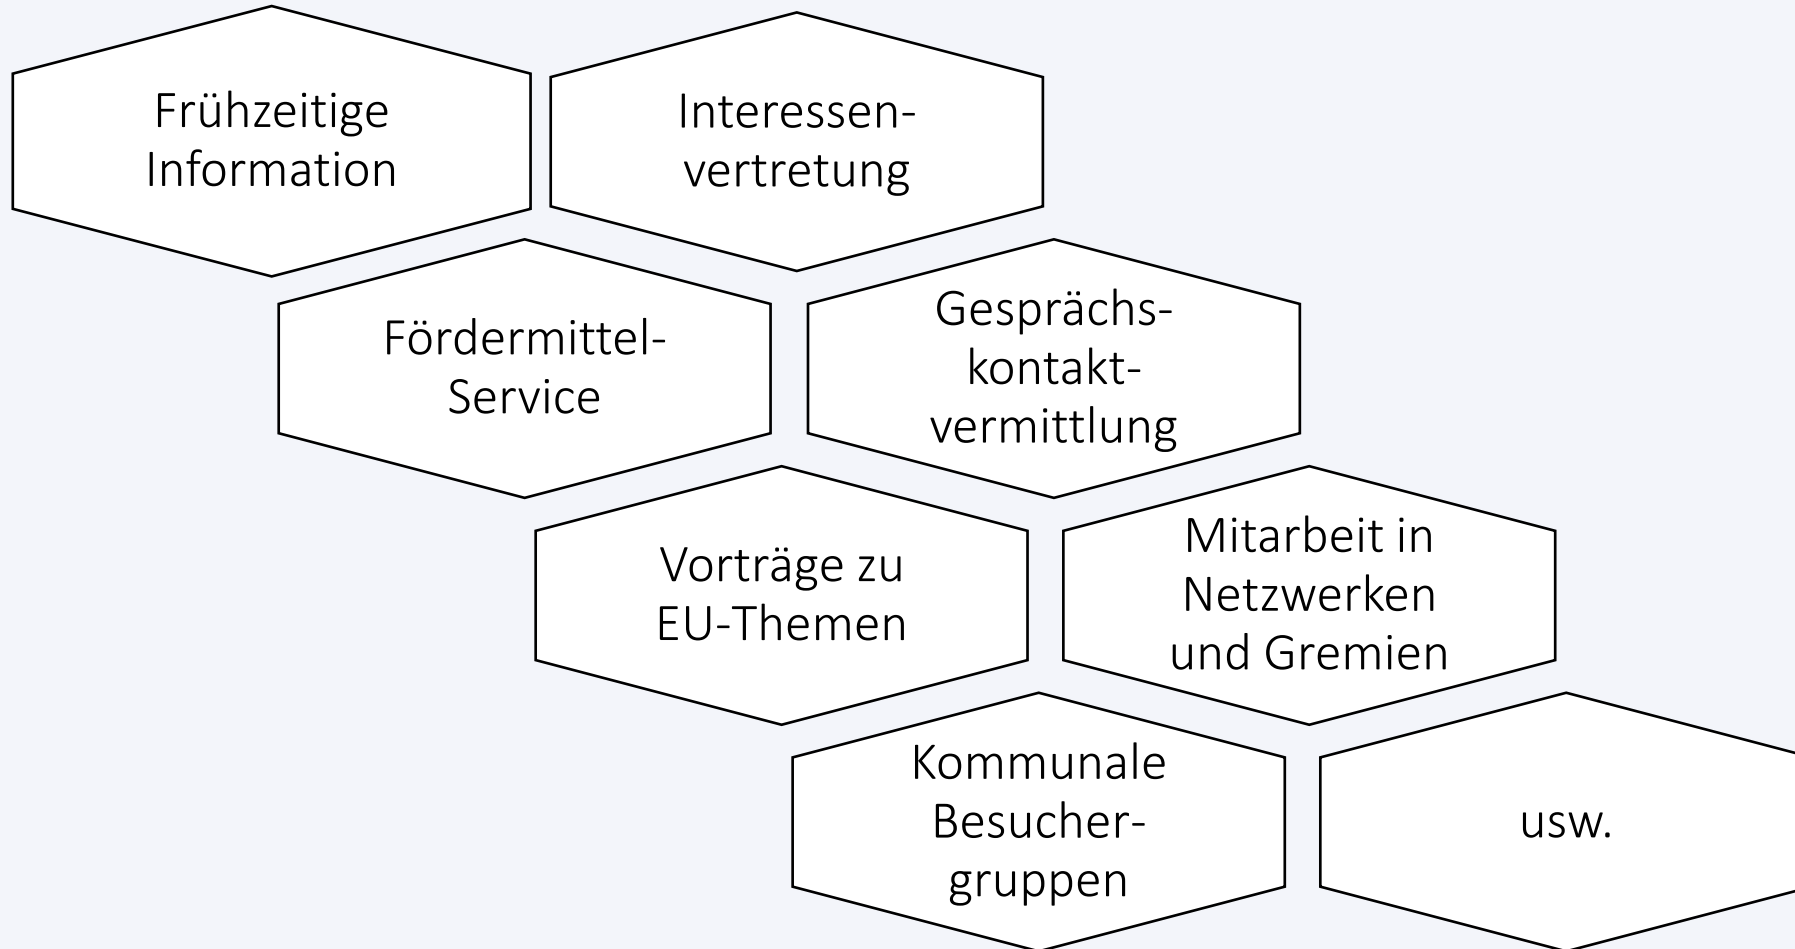 Frühzeitige
Information
Interessen-
vertretung
Fördermittel-
Service
Gesprächs-
kontakt-
vermittlung
Vorträge zu
EU-Themen
Mitarbeit in
Netzwerken
und Gremien
Kommunale
Besucher-
gruppen
usw.